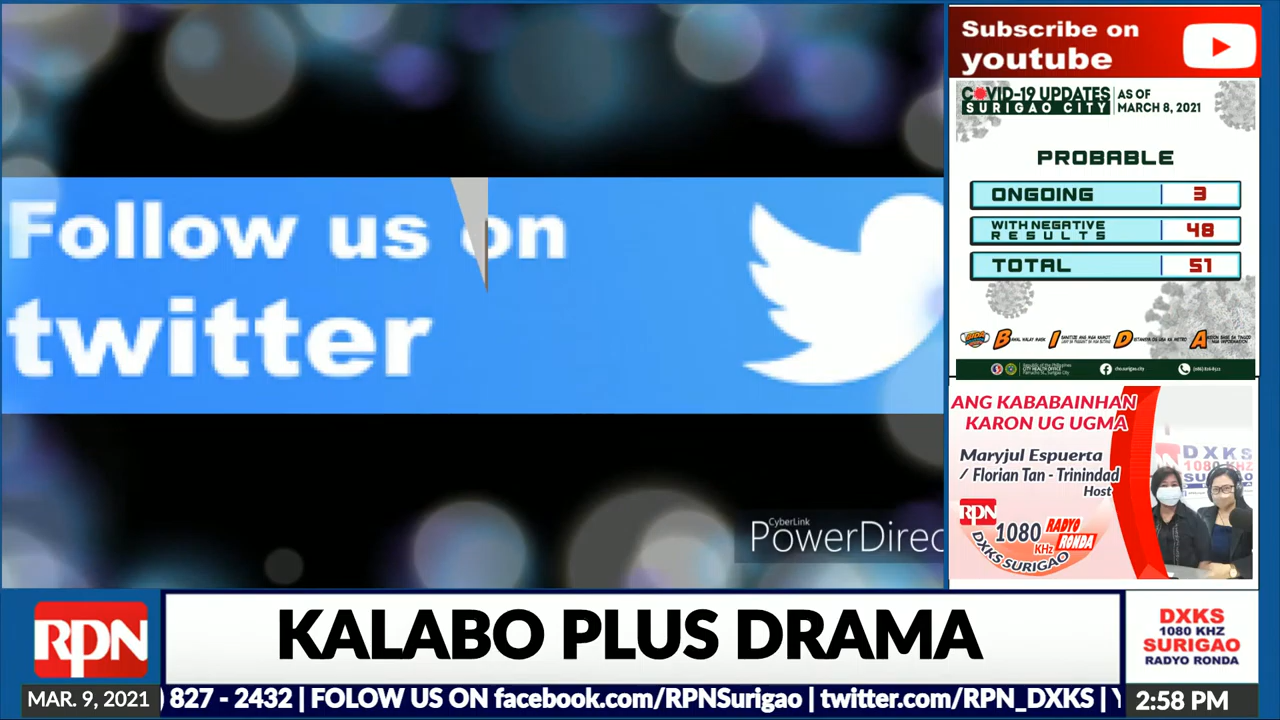 Follow us on
twitter
CyberLink
PowerDirec
Subscribe on
youtube
COVID-19 UPDATES
SURIGAO CITY
AS OF
MARCH 8, 2021
PROBABLE
ONGOING 3
WITH NEGATIVE
RESULTS 48
TOTAL 51
B I D A
ANG KABABAINHAN
KARON UG UGMA
Maryjul Espuerta
/ Florian Tan - Trinindad
Host
RPN
1080
KHz
RADYO
RONDA
DXKS SURIGAO
DXKS
1080 KHZ
SURIGAO
RPN
KALABO PLUS DRAMA
DXKS
1080 KHZ
SURIGAO
RADYO RONDA
MAR. 9, 2021
) 827 - 2432 | FOLOW US ON facebook.com/RPNSurigao | twitter.com/RPN_DXKS | Y
2:58 PM